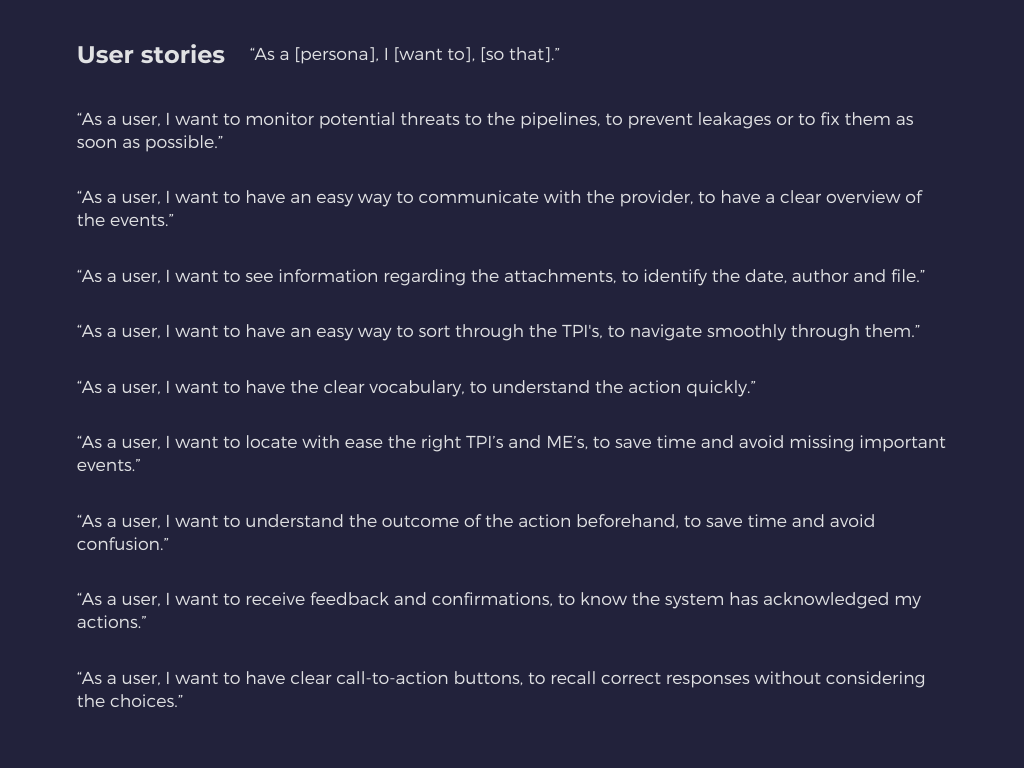 User stories “As a [persona], I [want to], [so that].”
“As a user, I want to monitor potential threats to the pipelines, to prevent leakages or to fix them as
soon as possible.”
“As a user, I want to have an easy way to communicate with the provider, to have a clear overview of
the events.”
“As a user, I want to see information regarding the attachments, to identify the date, author and file.”
“As a user, I want to have an easy way to sort through the TPI's, to navigate smoothly through them.”
“As a user, I want to have the clear vocabulary, to understand the action quickly.”
“As a user, I want to locate with ease the right TPI’s and ME’s, to save time and avoid missing important
events.”
“As a user, I want to understand the outcome of the action beforehand, to save time and avoid
confusion.”
“As a user, I want to receive feedback and confirmations, to know the system has acknowledged my
actions.”
“As a user, I want to have clear call-to-action buttons, to recall correct responses without considering
the choices.”